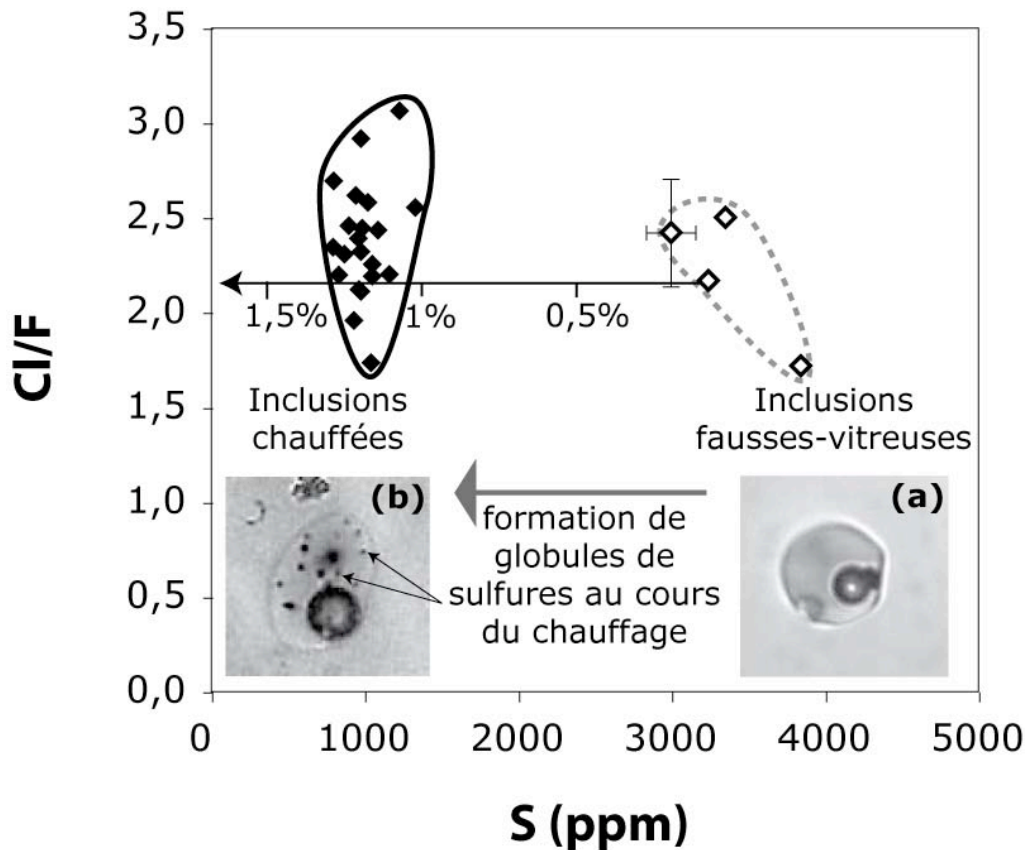 3,5
3,0
2,5
2,0
1,5
1,0
0,5
0,0
Cl/F
1,5%
1%
0,5%
Inclusions
chauffées
Inclusions
fausses-vitreuses
(b)
(a)
formation de
globules de
sulfures au cours
du chauffage
0 1000 2000 3000 4000 5000
S (ppm)